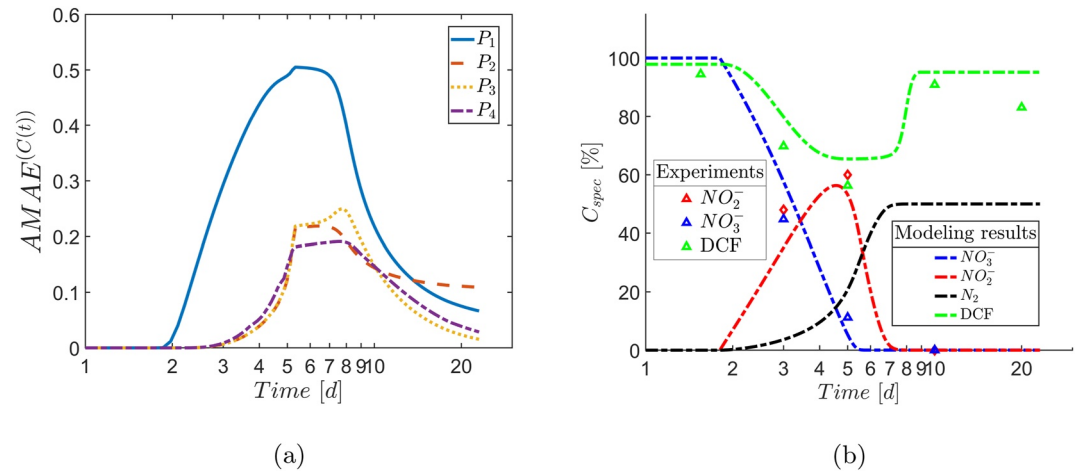 0.6
0.5
0.4
0.3
0.2
0.1
0
AMAE^(C(t))
1 2 3 4 5 6 7 8 9 10 20
Time [d]
P₁
P₂
P₃
P₄
(a)
100
80
60
40
20
0
C_spec [%]
1 2 3 4 5 6 7 8 9 10 20
Time [d]
Experiments
NO₂⁻
NO₃⁻
DCF
Modeling results
NO₃⁻
NO₂⁻
N₂
DCF
(b)